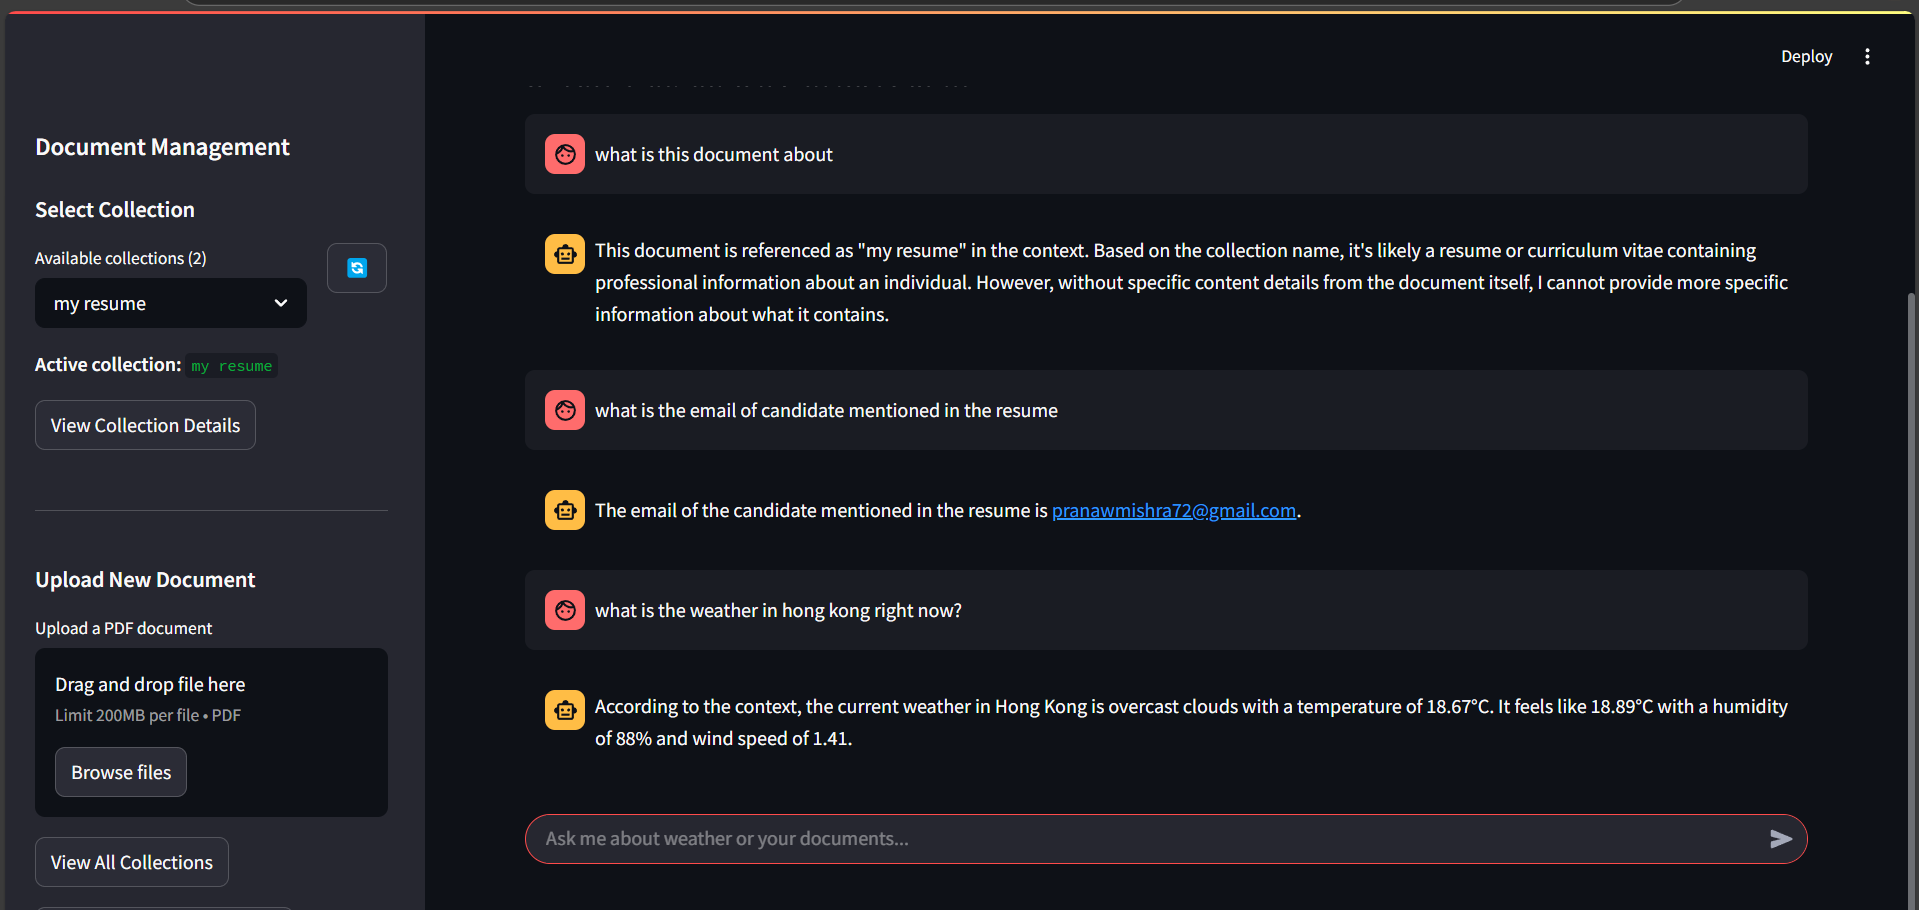 Deploy
Document Management
Select Collection
Available collections (2)
my resume
Active collection: my resume
View Collection Details
Upload New Document
Upload a PDF document
Drag and drop file here
Limit 200MB per file • PDF
Browse files
View All Collections
what is this document about
This document is referenced as "my resume" in the context. Based on the collection name, it's likely a resume or curriculum vitae containing
professional information about an individual. However, without specific content details from the document itself, I cannot provide more specific
information about what it contains.
what is the email of candidate mentioned in the resume
The email of the candidate mentioned in the resume is pranawmishra72@gmail.com.
what is the weather in hong kong right now?
According to the context, the current weather in Hong Kong is overcast clouds with a temperature of 18.67°C. It feels like 18.89°C with a humidity
of 88% and wind speed of 1.41.
Ask me about weather or your documents...